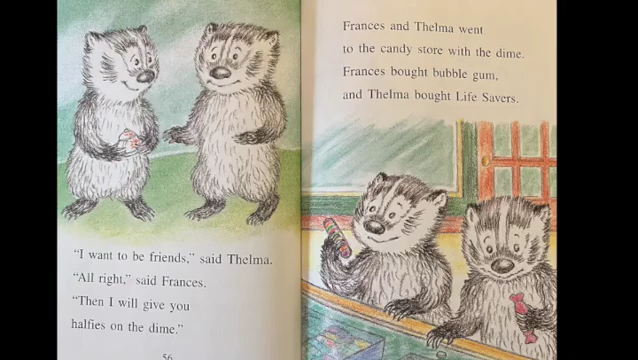 "I want to be friends," said Thelma.
"All right," said Frances.
"Then I will give you
halfies on the dime."
56
Frances and Thelma went
to the candy store with the dime.
Frances bought bubble gum,
and Thelma bought Life Savers.